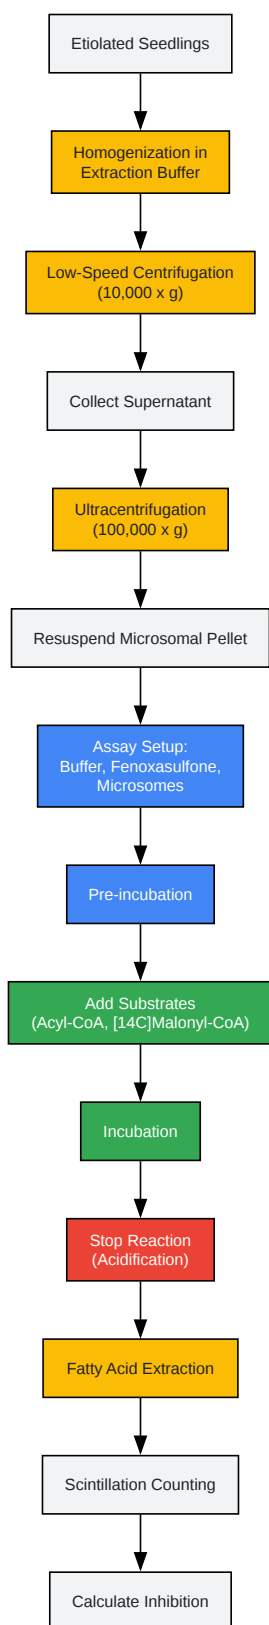 Etiolated Seedlings
Homogenization in
Extraction Buffer
Low-Speed Centrifugation
(10,000 x g)
Collect Supernatant
Ultracentrifugation
(100,000 x g)
Resuspend Microsomal Pellet
Assay Setup:
Buffer, Fenoxasulfone,
Microsomes
Pre-incubation
Add Substrates
(Acyl-CoA, [14C]Malonyl-CoA)
Incubation
Stop Reaction
(Acidification)
Fatty Acid Extraction
Scintillation Counting
Calculate Inhibition